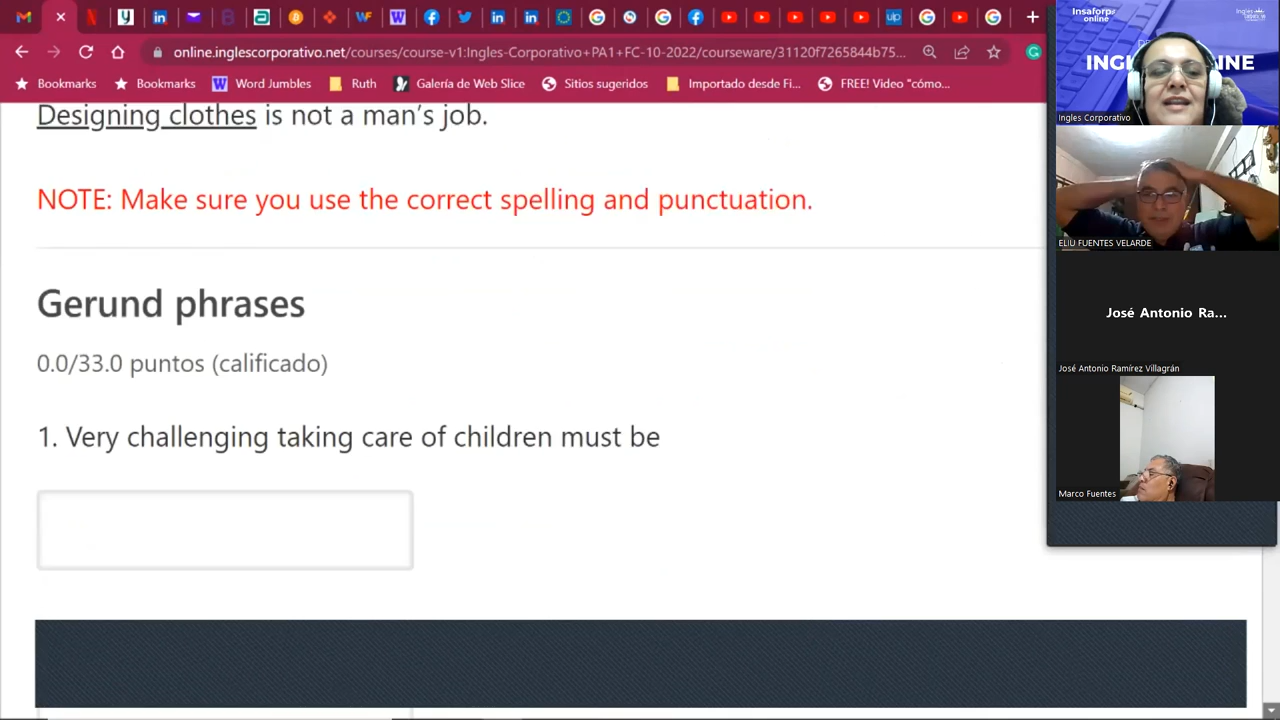 online.inglescorporativo.net/courses/course-v1:Ingles-Corporativo+PA1+FC-10-2022/courseware/31120f7265844b75...
Bookmarks
Bookmarks
Word Jumbles
Ruth
Galería de Web Slice
Sitios sugeridos
Importado desde Fi...
FREE! Video "cómo...
Designing clothes is not a man's job.
NOTE: Make sure you use the correct spelling and punctuation.
Gerund phrases
0.0/33.0 puntos (calificado)
1. Very challenging taking care of children must be
Insaforp
online
Ingles Corporativo
ELIU FUENTES VELARDE
José Antonio Ra...
José Antonio Ramírez Villagrán
Marco Fuentes